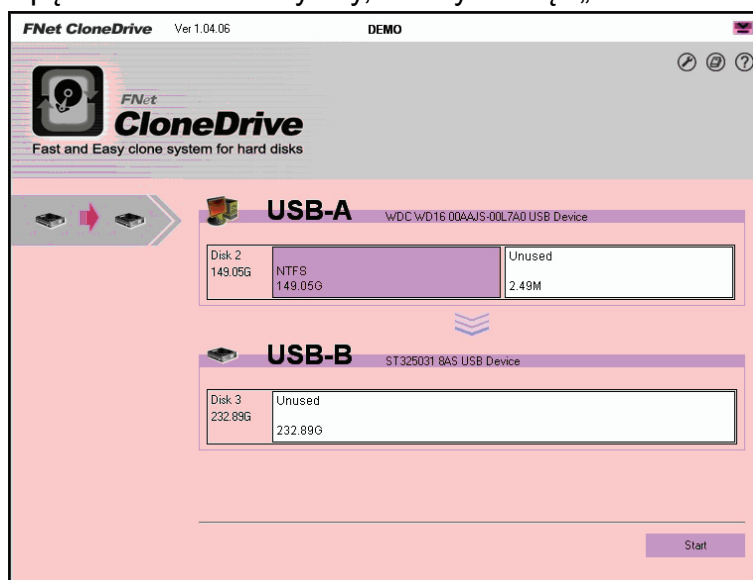 FNet CloneDrive Ver 1.04.06 DEMO
FNet
CloneDrive
Fast and Easy clone system for hard disks
USB-A WDC WD16 00AAJS-00L7A0 USB Device
Disk 2
149.05G
NTFS
149.05G
Unused
2.49M
USB-B ST325031 8AS USB Device
Disk 3
232.89G
Unused
232.89G
Start